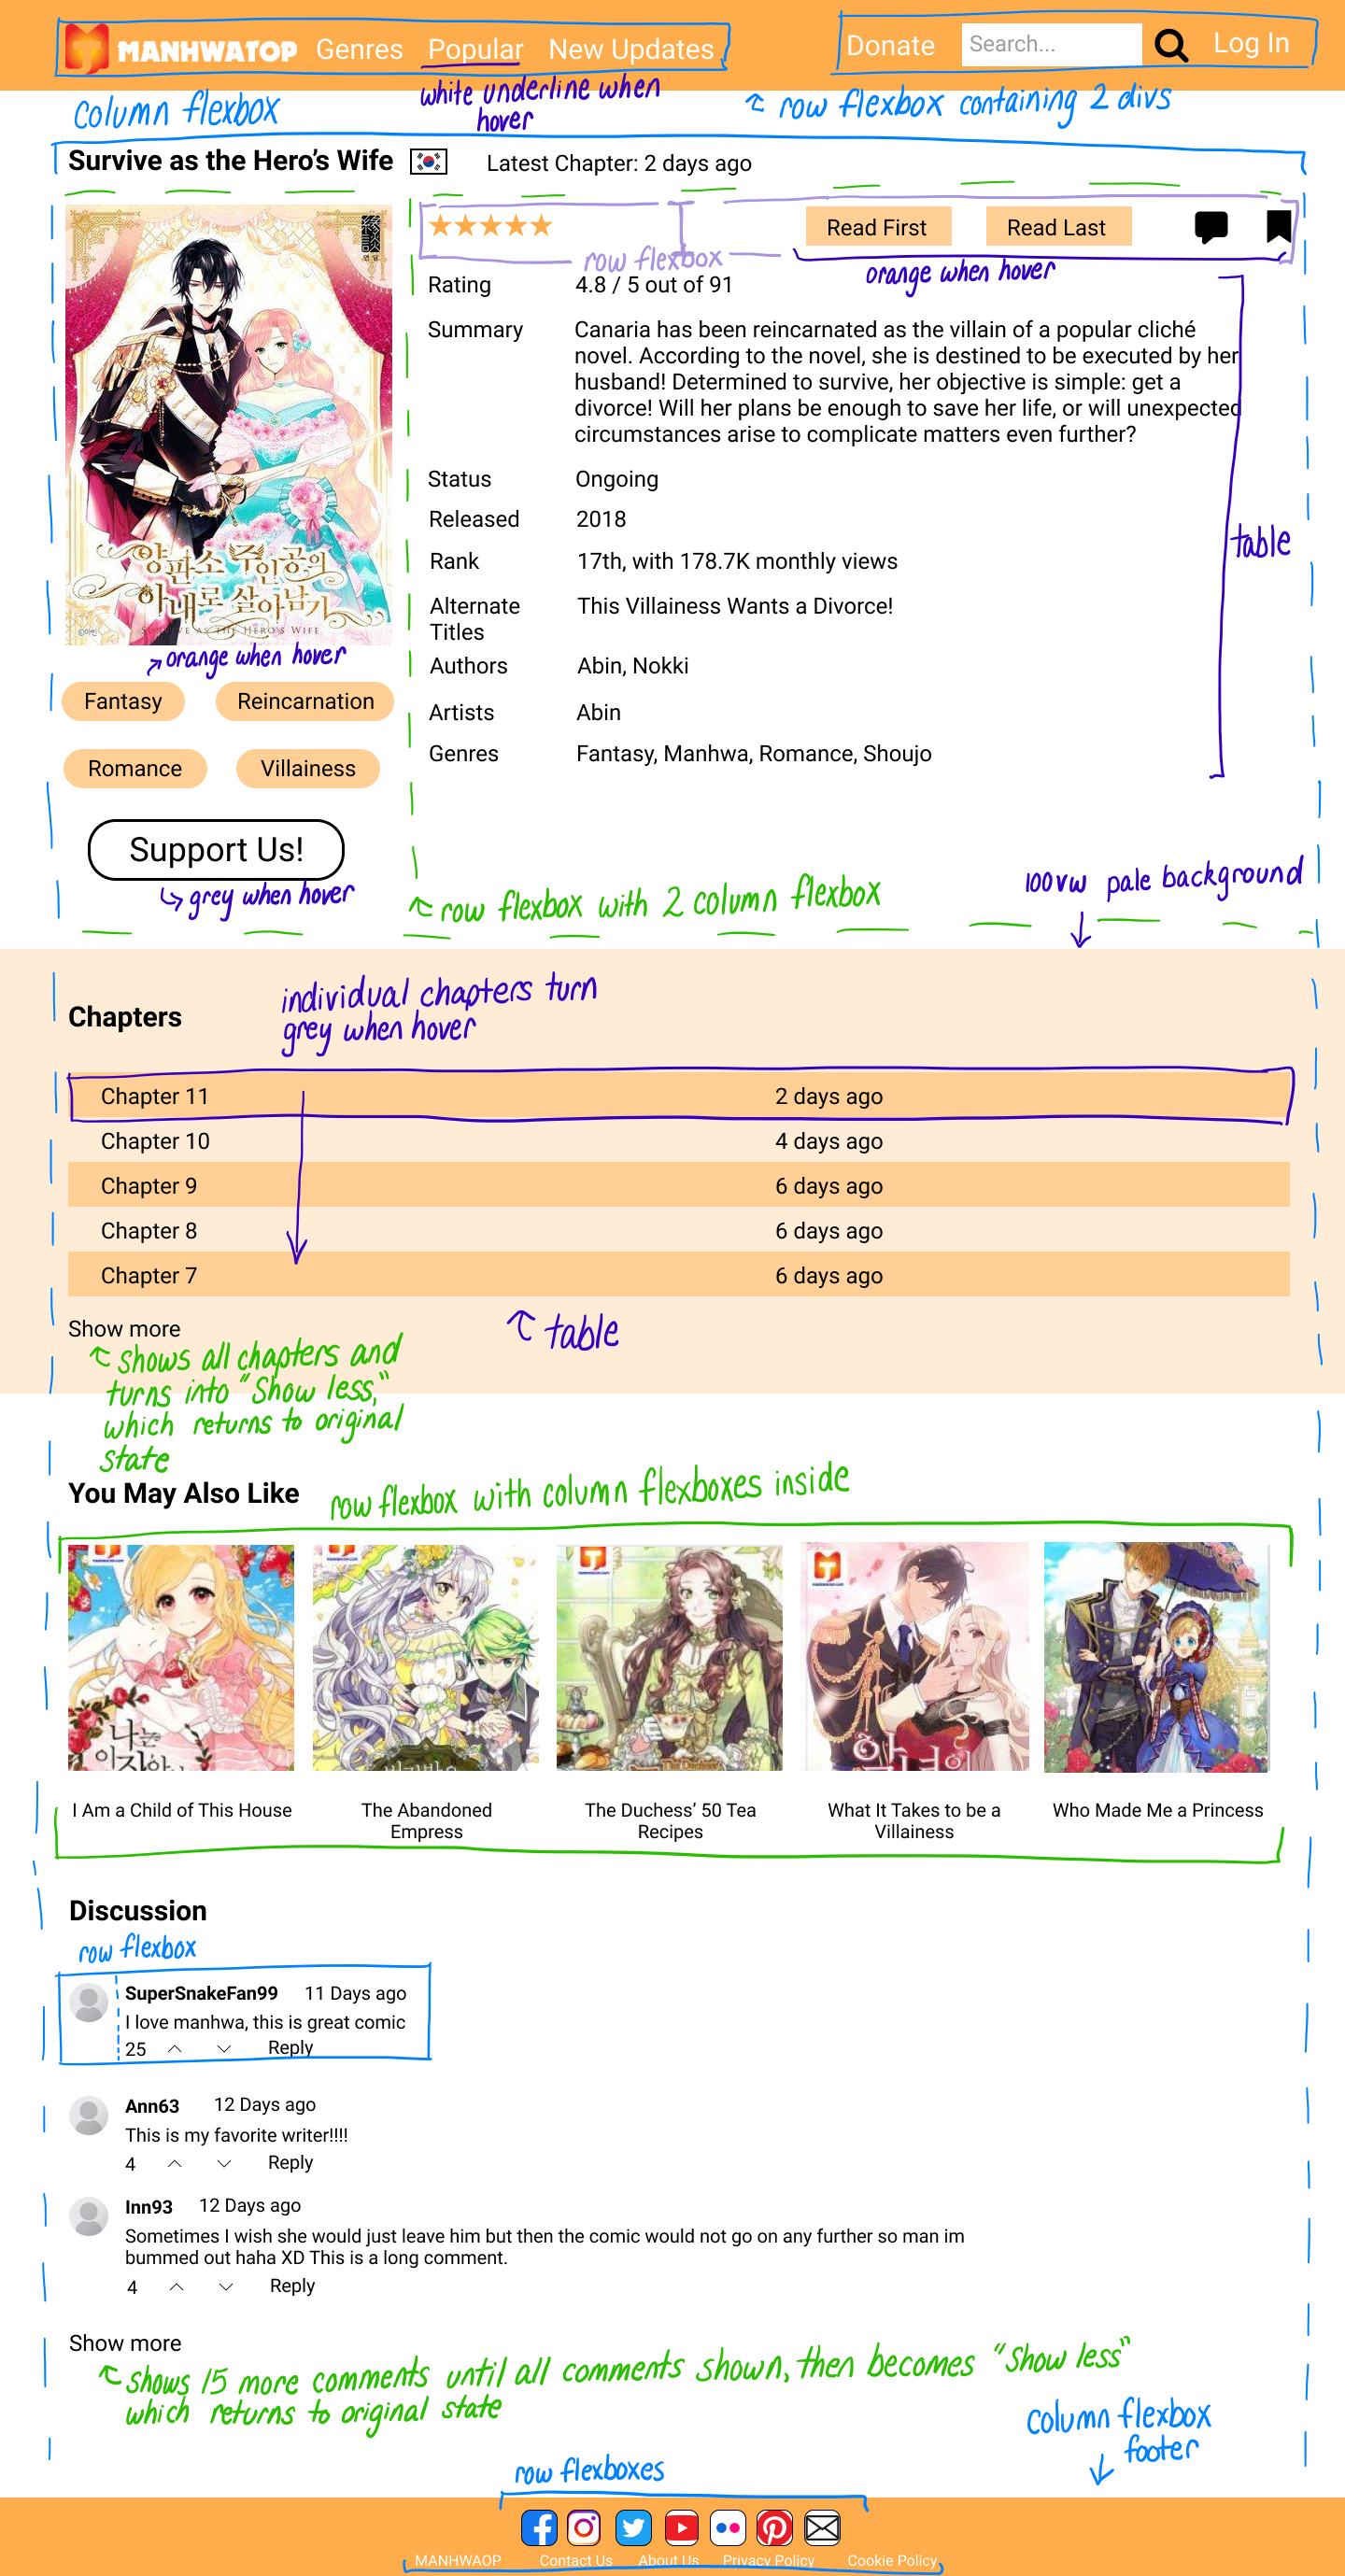 MANHWATOP Genres Popular New Updates Donate Search... Log In
column flexbox
white underline when
hover
↖ row flexbox containing 2 divs
Survive as the Hero’s Wife Latest Chapter: 2 days ago
Read First Read Last
row flexbox
orange when hover
Rating 4.8 / 5 out of 91
Summary Canaria has been reincarnated as the villain of a popular cliché
novel. According to the novel, she is destined to be executed by her
husband! Determined to survive, her objective is simple: get a
divorce! Will her plans be enough to save her life, or will unexpected
circumstances arise to complicate matters even further?
Status Ongoing
Released 2018
table
Rank 17th, with 178.7K monthly views
Alternate
Titles This Villainess Wants a Divorce!
Authors Abin, Nokki
Artists Abin
Genres Fantasy, Manhwa, Romance, Shoujo
양판소 주인공의
아내로 살아남기
SURVIVE AS THE HERO'S WIFE
orange when hover
Fantasy Reincarnation
Romance Villainess
Support Us!
grey when hover
row flexbox with 2 column flexbox
100vw pale background
Chapters
individual chapters turn
grey when hover
Chapter 11 2 days ago
Chapter 10 4 days ago
Chapter 9 6 days ago
Chapter 8 6 days ago
Chapter 7 6 days ago
Show more
table
shows all chapters and
turns into "Show less,"
which returns to original
state
You May Also Like
row flexbox with column flexboxes inside
I Am a Child of This House
The Abandoned
Empress
The Duchess’ 50 Tea
Recipes
What It Takes to be a
Villainess
Who Made Me a Princess
Discussion
row flexbox
SuperSnakeFan99 11 Days ago
I love manhwa, this is great comic
25 Reply
Ann63 12 Days ago
This is my favorite writer!!!!
4 Reply
Inn93 12 Days ago
Sometimes I wish she would just leave him but then the comic would not go on any further so man im
bummed out haha XD This is a long comment.
4 Reply
Show more
shows 15 more comments until all comments shown, then becomes "Show less"
which returns to original state
column flexbox
footer
row flexboxes
MANHWAOP Contact Us About Us Privacy Policy Cookie Policy